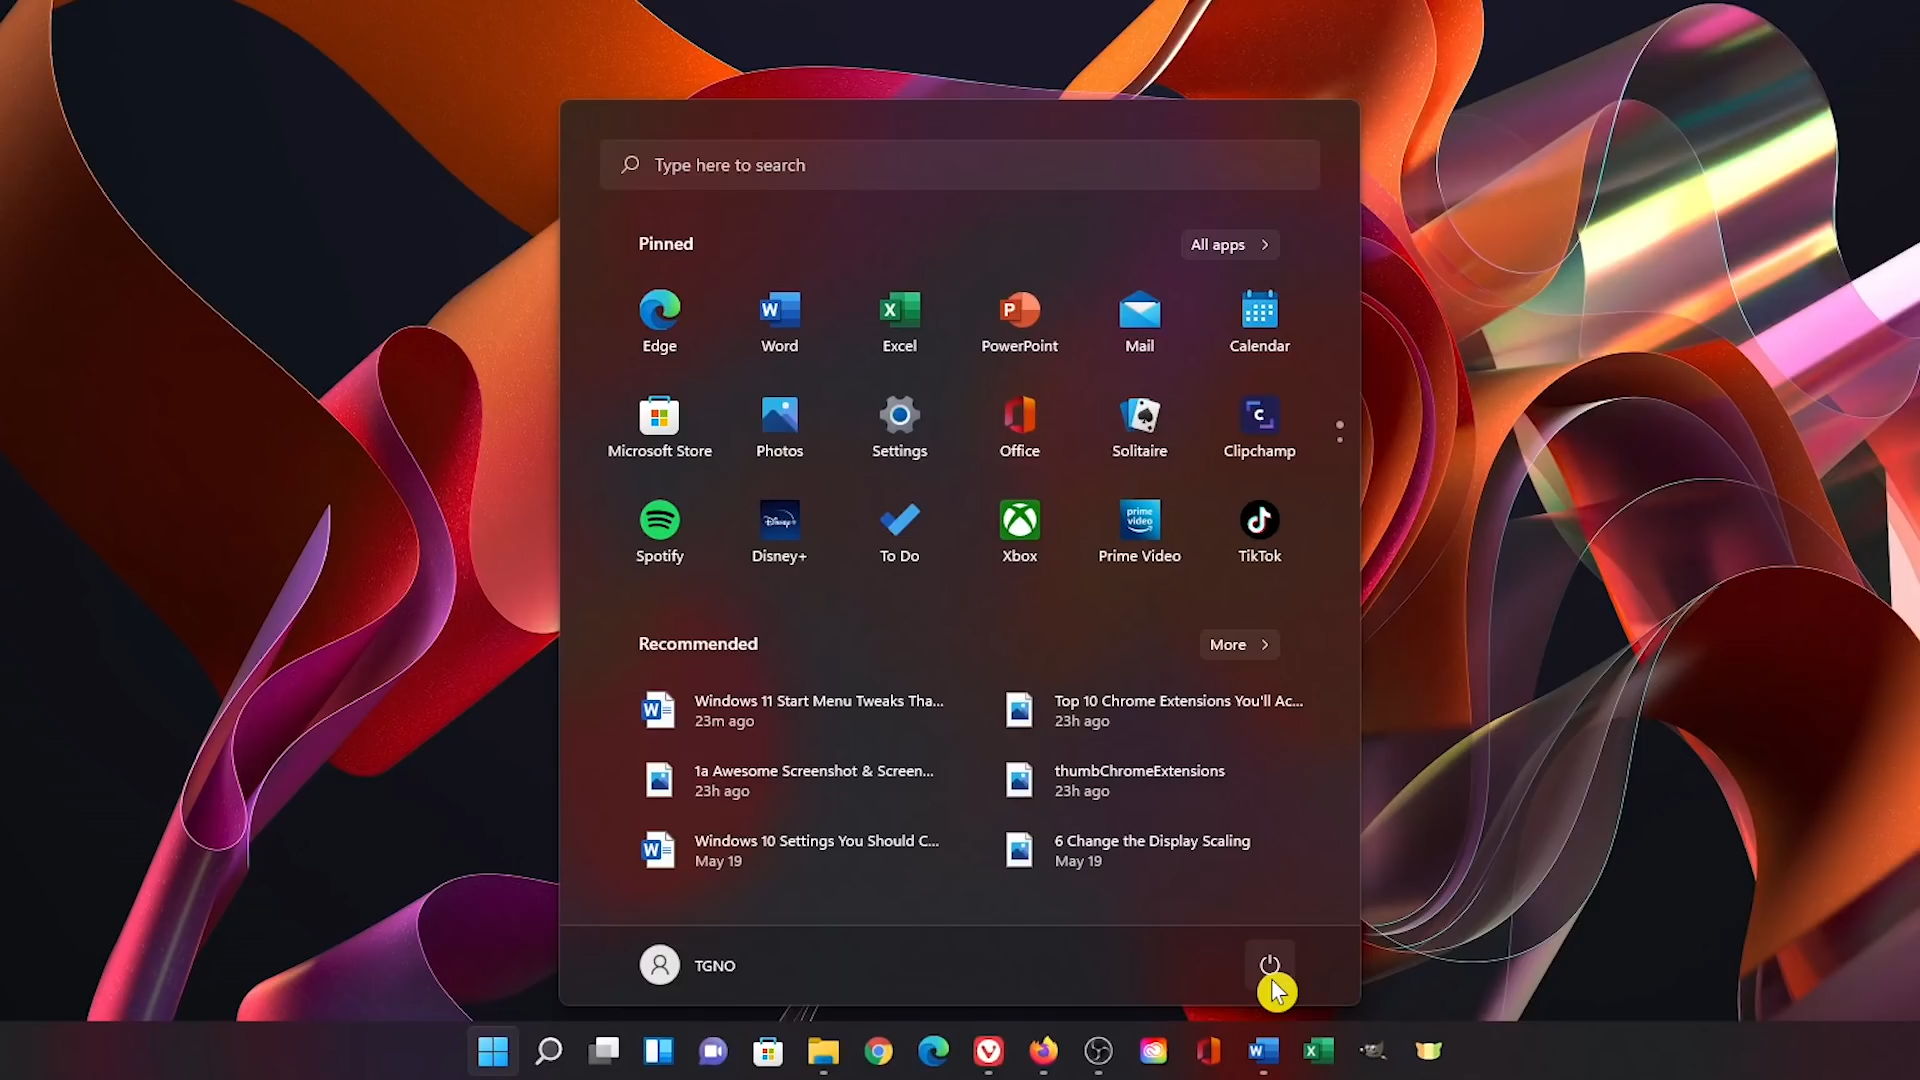 Type here to search
Pinned
All apps
Edge
Word
Excel
PowerPoint
Mail
Calendar
Microsoft Store
Photos
Settings
Office
Solitaire
Clipchamp
Spotify
Disney+
To Do
Xbox
prime video
Prime Video
TikTok
Recommended
More
Windows 11 Start Menu Tweaks Tha...
23m ago
Top 10 Chrome Extensions You'll Ac...
23h ago
1a Awesome Screenshot & Screen...
23h ago
thumbChromeExtensions
23h ago
Windows 10 Settings You Should C...
May 19
6 Change the Display Scaling
May 19
TGNO